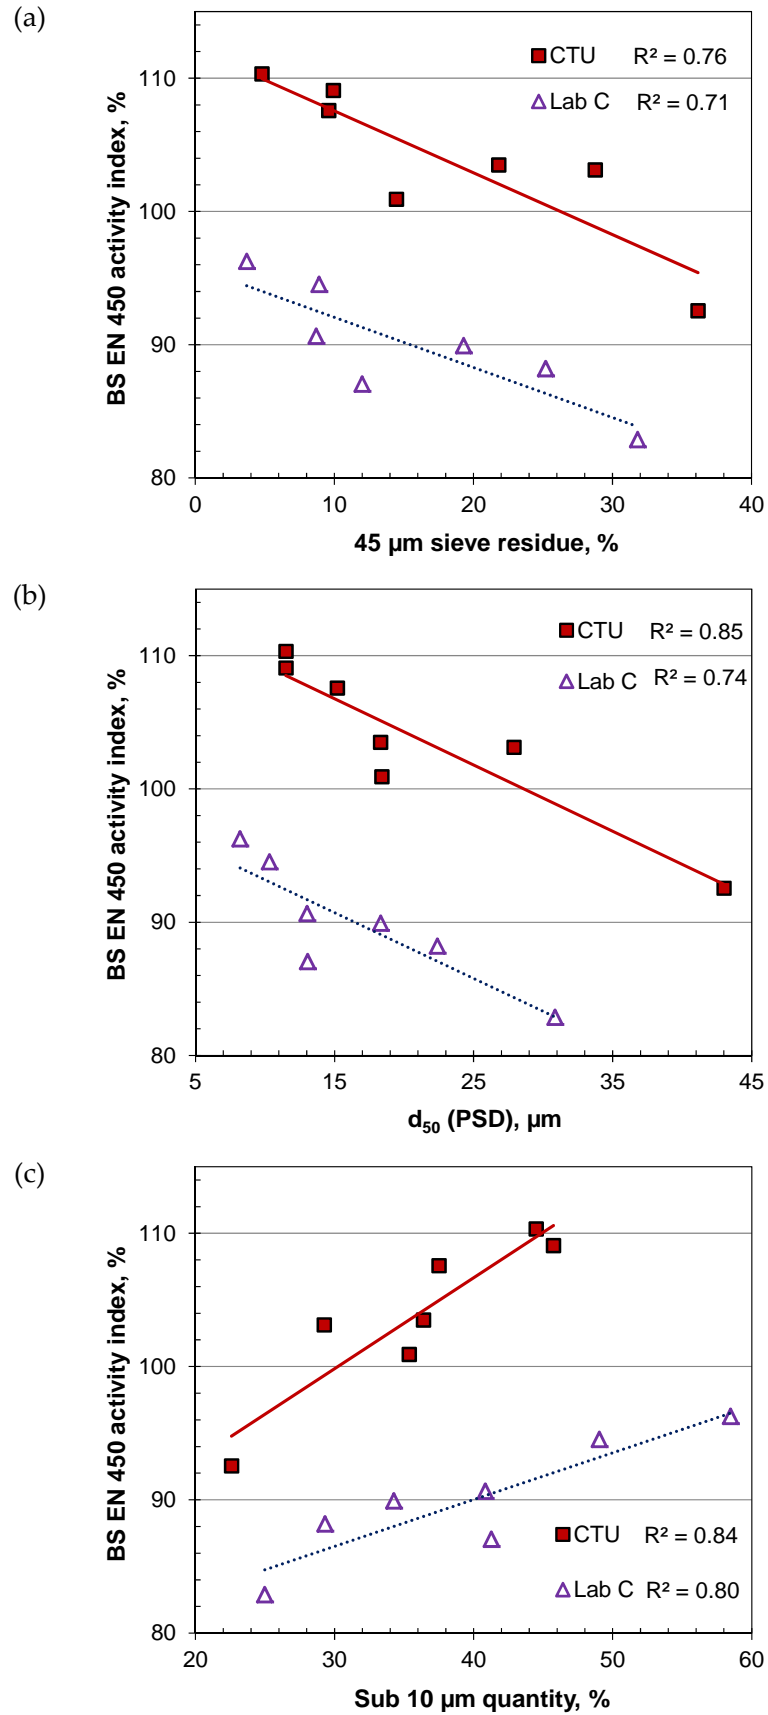 (a)
BS EN 450 activity index, %
110
100
90
80
CTU R² = 0.76
Lab C R² = 0.71
0 10 20 30 40
45 µm sieve residue, %
(b)
BS EN 450 activity index, %
110
100
90
80
CTU R² = 0.85
Lab C R² = 0.74
5 15 25 35 45
d₅₀ (PSD), µm
(c)
BS EN 450 activity index, %
110
100
90
80
CTU R² = 0.84
Lab C R² = 0.80
20 30 40 50 60
Sub 10 µm quantity, %